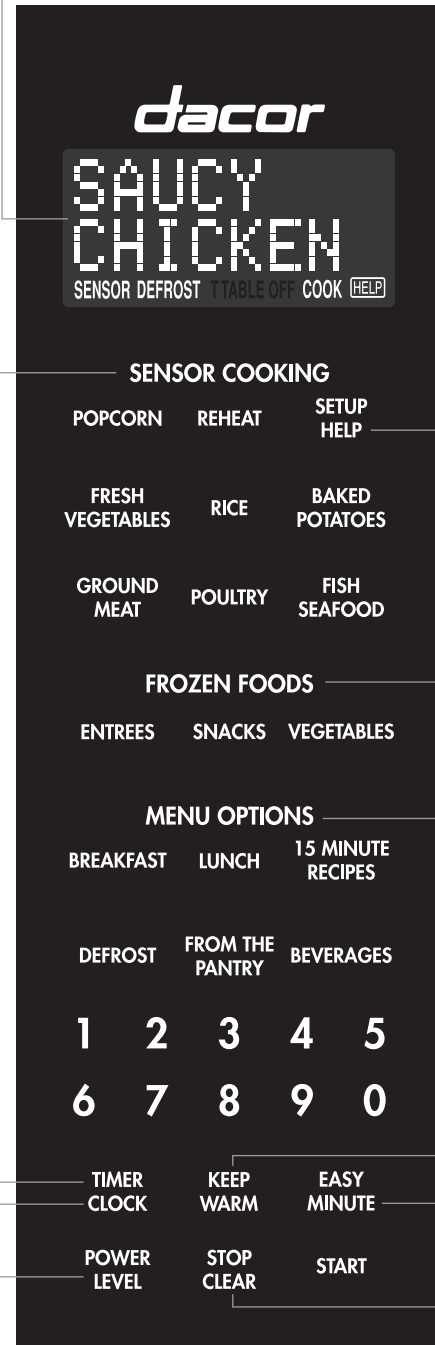 dacor
SAUCY
CHICKEN
SENSOR DEFROST T TABLE OFF COOK HELP
SENSOR COOKING
POPCORN REHEAT SETUP HELP
FRESH VEGETABLES RICE BAKED POTATOES
GROUND MEAT POULTRY FISH SEAFOOD
FROZEN FOODS
ENTREES SNACKS VEGETABLES
MENU OPTIONS
BREAKFAST LUNCH 15 MINUTE RECIPES
DEFROST FROM THE PANTRY BEVERAGES
1 2 3 4 5
6 7 8 9 0
TIMER CLOCK KEEP WARM EASY MINUTE
POWER LEVEL STOP CLEAR START